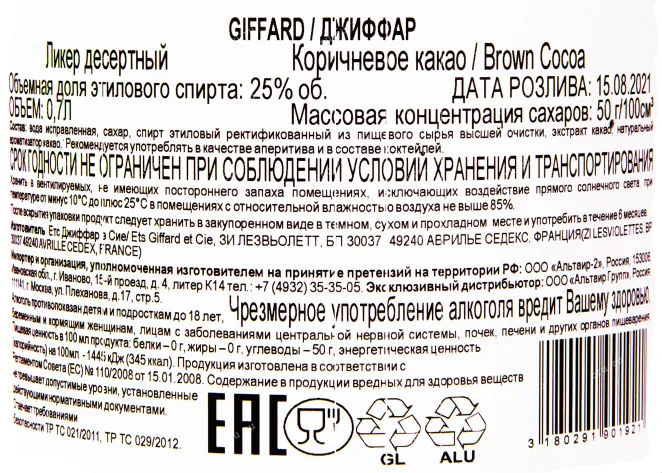 GIFFARD / ДЖИФФАР
Ликер десертный Коричневое какао / Brown Cocoa
Объемная доля этилового спирта: 25% об. ДАТА РОЗЛИВА: 15.08.2021
ОБЪЕМ: 0,7Л Массовая концентрация сахаров: 50 г/100см³
Состав: вода исправленная, сахар, спирт этиловый ректификованный из пищевого сырья высшей очистки, экстракт какао, натуральный
ароматизатор какао. Рекомендуется употреблять в качестве аперитива и в составе коктейлей.
СРОК ГОДНОСТИ НЕ ОГРАНИЧЕН ПРИ СОБЛЮДЕНИИ УСЛОВИЙ ХРАНЕНИЯ И ТРАНСПОРТИРОВАНИЯ
Хранить в вентилируемых, не имеющих постороннего запаха помещениях, исключающих воздействие прямого солнечного света, при
температуре от минус 10°С до плюс 25°С в помещениях с относительной влажностью воздуха не выше 85%.
После вскрытия упаковки продукт следует хранить в закупоренном виде в темном, сухом и прохладном месте и употребить в течение 6 месяцев.
Изготовитель: Етс Джиффар э Сие/ Ets Giffard et Cie, ЗИ ЛЕЗВЬОЛЕТТ, БП 30037 49240 АВРИЛЬЕ СЕДЕКС, ФРАНЦИЯ(ZI LES VIOLETTES, BP
30037 49240 AVRILLE CEDEX, FRANCE)
Импортер и организация, уполномоченная изготовителем на принятие претензий на территории РФ: ООО «Альтаир-2», Россия, 153006,
Ивановская обл., г. Иваново, 15-й проезд, д. 4, литер К14 тел.: +7 (4932) 35-35-05. Эксклюзивный дистрибьютор: ООО «Альтаир Групп», Россия,
111141, г. Москва, ул. Плеханова, д.17, стр.5.
Алкоголь противопоказан детям и подросткам до 18 лет, Чрезмерное употребление алкоголя вредит Вашему здоровью.
беременным и кормящим женщинам, лицам с заболеваниями центральной нервной системы, почек, печени и других органов пищеварения.
Пищевая ценность в 100 мл продукта: белки – 0 г, жиры – 0 г, углеводы – 50 г, энергетическая ценность
(калорийность) на 100мл - 1445 кДж (345 ккал). Продукция изготовлена в соответствии с
Регламентом Совета (ЕС) № 110/2008 от 15.01.2008. Содержание в продукции вредных для здоровья веществ
не превышает допустимые уровни, установленные
действующими нормативными документами.
Отвечает требованиям
безопасности ТР ТС 021/2011, ТР ТС 029/2012.
EAC
GL
ALU
3 180291 901921